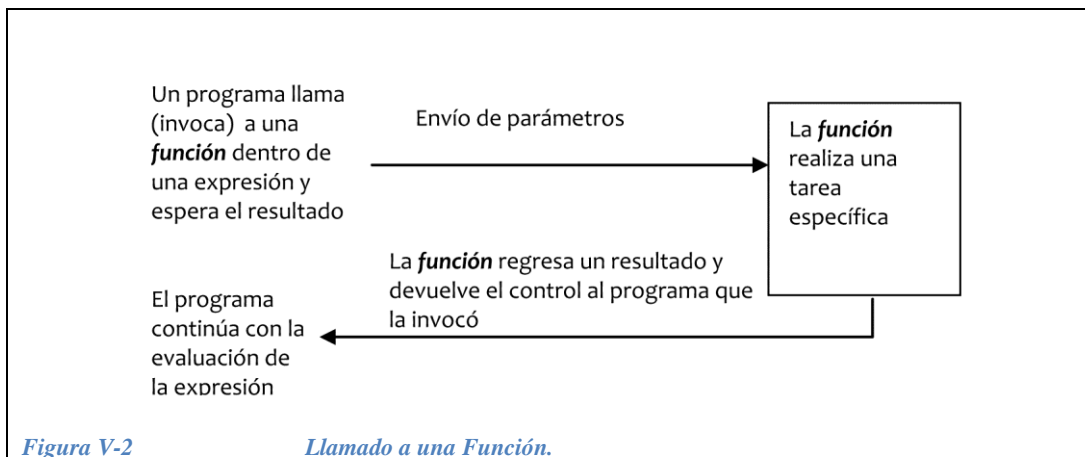 Un programa llama
(invoca) a una
función dentro de
una expresión y
espera el resultado
Envío de parámetros
La función
realiza una
tarea
específica
La función regresa un resultado y
devuelve el control al programa que
la invocó
El programa
continúa con la
evaluación de
la expresión
Figura V-2 Llamado a una Función.